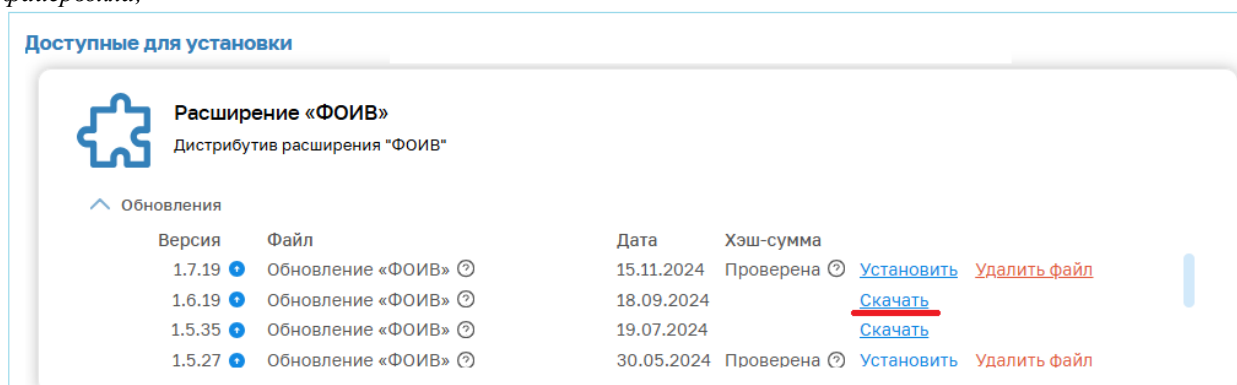 Доступные для установки
Расширение «ФОИВ»
Дистрибутив расширения "ФОИВ"
Обновления
Версия Файл Дата Хэш-сумма
1.7.19 Обновление «ФОИВ» 15.11.2024 Проверена Установить Удалить файл
1.6.19 Обновление «ФОИВ» 18.09.2024 Скачать
1.5.35 Обновление «ФОИВ» 19.07.2024 Скачать
1.5.27 Обновление «ФОИВ» 30.05.2024 Проверена Установить Удалить файл